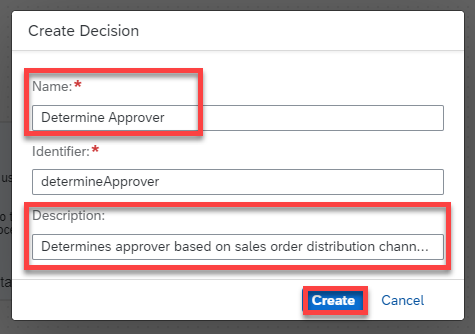 Create Decision
Name:*
Determine Approver
Identifier:*
determineApprover
Description:
Determines approver based on sales order distribution chann...
Create Cancel